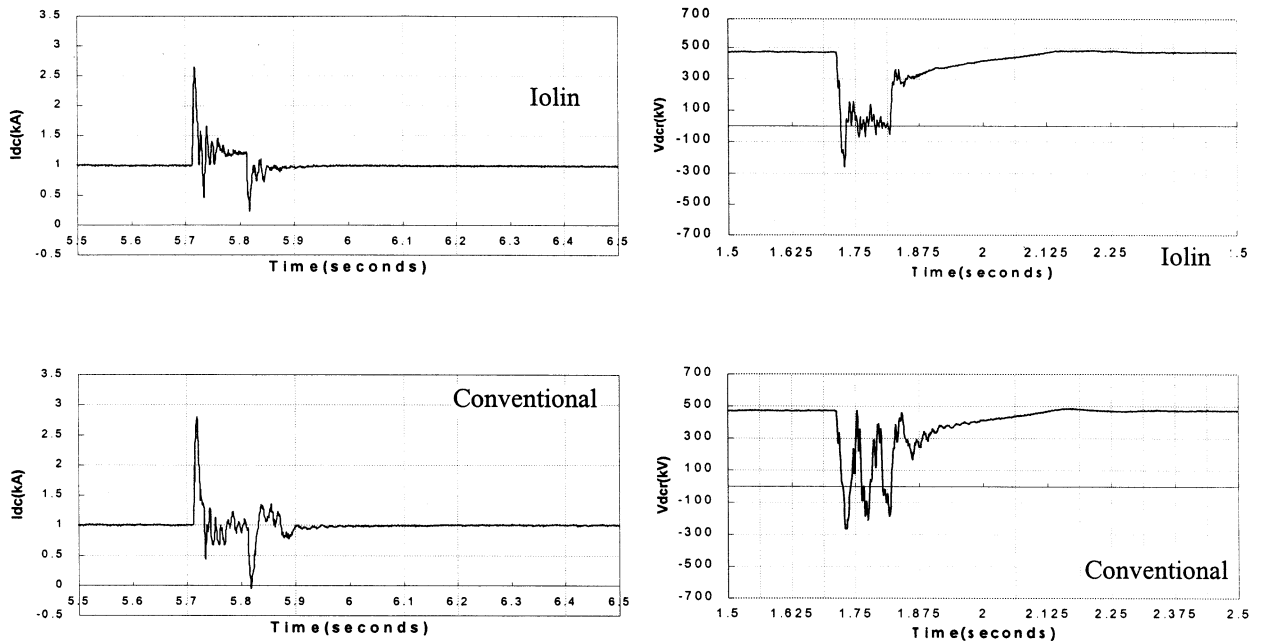 3.5
3
2.5
2
1.5
1
0.5
0
-0.5
Idc(kA)
Iolin
5.5 5.6 5.7 5.8 5.9 6 6.1 6.2 6.3 6.4 6.5
Time(seconds)
700
500
300
100
-100
-300
-500
-700
Vdcr(kV)
1.5 1.625 1.75 1.875 2 2.125 2.25 .5
Time(seconds)
Iolin
3.5
3
2.5
2
1.5
1
0.5
0
-0.5
Idc(kA)
Conventional
5.5 5.6 5.7 5.8 5.9 6 6.1 6.2 6.3 6.4 6.5
Time(seconds)
700
500
300
100
-100
-300
-500
-700
Vdcr(kV)
Conventional
1.5 1.625 1.75 1.875 2 2.125 2.25 2.375 2.5
Time(seconds)